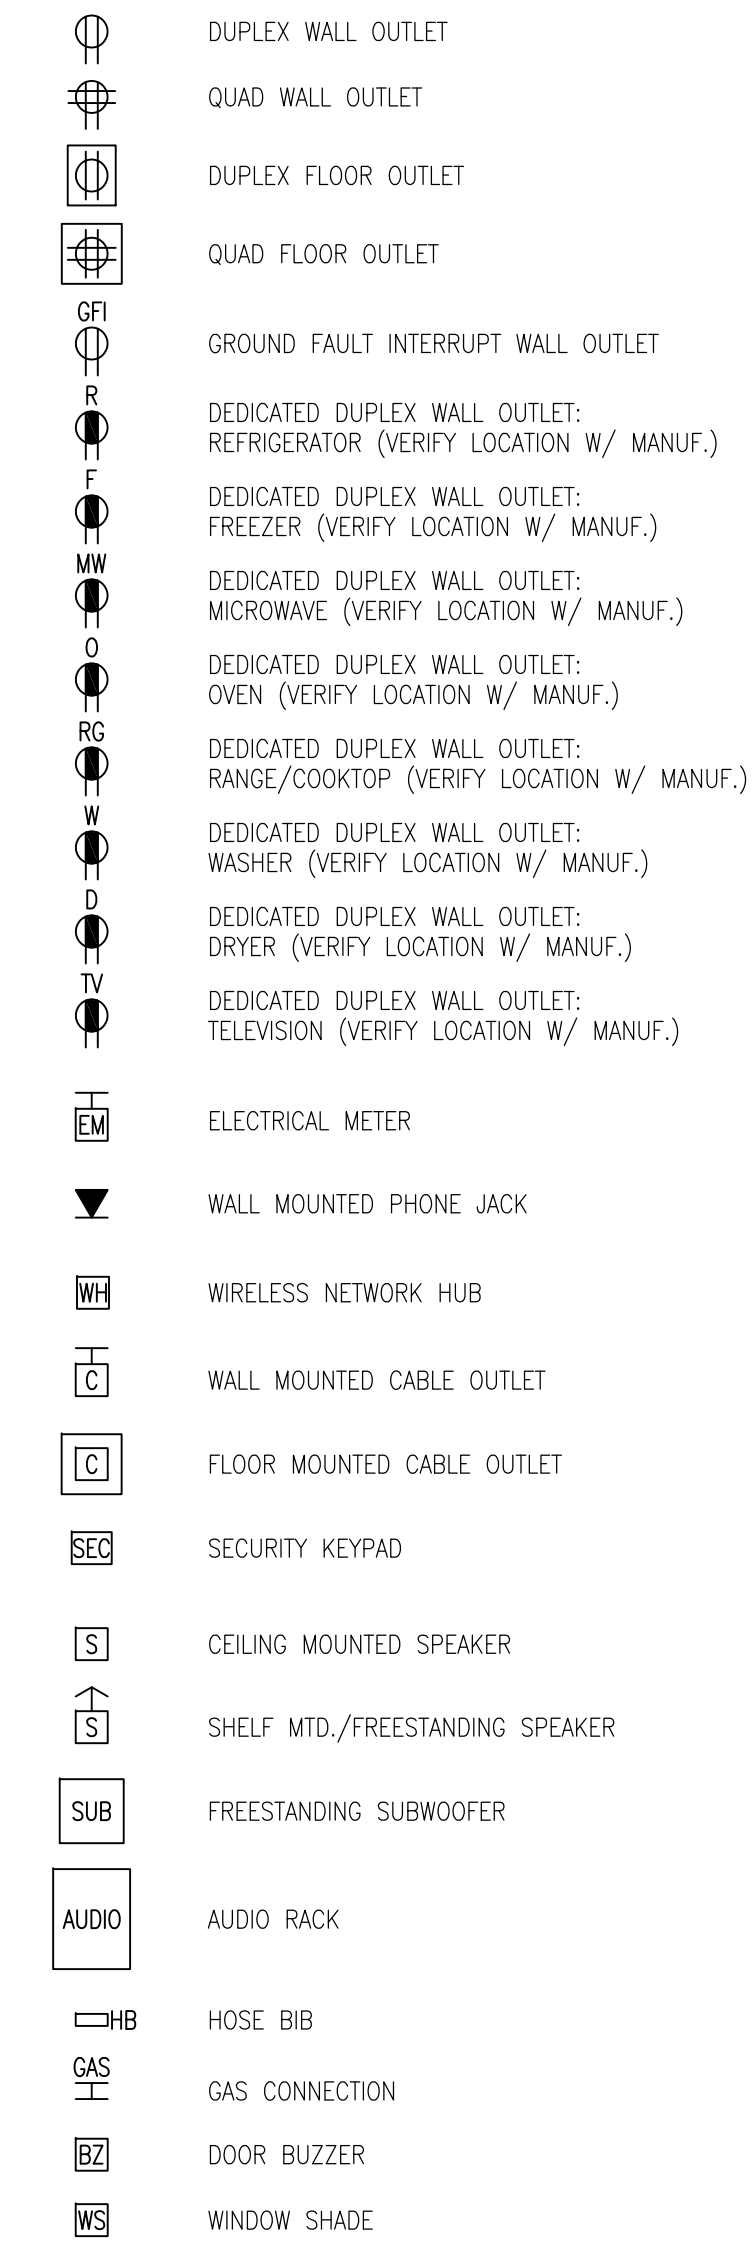 DUPLEX WALL OUTLET
QUAD WALL OUTLET
DUPLEX FLOOR OUTLET
QUAD FLOOR OUTLET
GFI
GROUND FAULT INTERRUPT WALL OUTLET
R
DEDICATED DUPLEX WALL OUTLET:
REFRIGERATOR (VERIFY LOCATION W/ MANUF.)
F
DEDICATED DUPLEX WALL OUTLET:
FREEZER (VERIFY LOCATION W/ MANUF.)
MW
DEDICATED DUPLEX WALL OUTLET:
MICROWAVE (VERIFY LOCATION W/ MANUF.)
O
DEDICATED DUPLEX WALL OUTLET:
OVEN (VERIFY LOCATION W/ MANUF.)
RG
DEDICATED DUPLEX WALL OUTLET:
RANGE/COOKTOP (VERIFY LOCATION W/ MANUF.)
W
DEDICATED DUPLEX WALL OUTLET:
WASHER (VERIFY LOCATION W/ MANUF.)
D
DEDICATED DUPLEX WALL OUTLET:
DRYER (VERIFY LOCATION W/ MANUF.)
TV
DEDICATED DUPLEX WALL OUTLET:
TELEVISION (VERIFY LOCATION W/ MANUF.)
EM ELECTRICAL METER
WALL MOUNTED PHONE JACK
WH WIRELESS NETWORK HUB
C WALL MOUNTED CABLE OUTLET
C FLOOR MOUNTED CABLE OUTLET
SEC SECURITY KEYPAD
S CEILING MOUNTED SPEAKER
S SHELF MTD./FREESTANDING SPEAKER
SUB FREESTANDING SUBWOOFER
AUDIO AUDIO RACK
HB HOSE BIB
GAS
GAS CONNECTION
BZ DOOR BUZZER
WS WINDOW SHADE